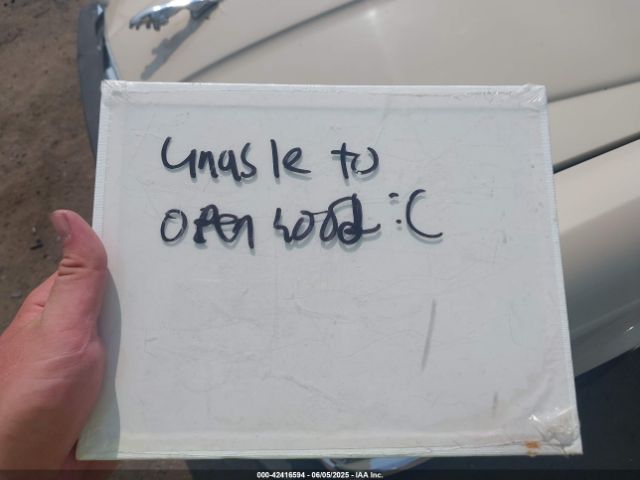 Unable to
open hood :C
000-42416594 - 06/05/2025 - IAA Inc.